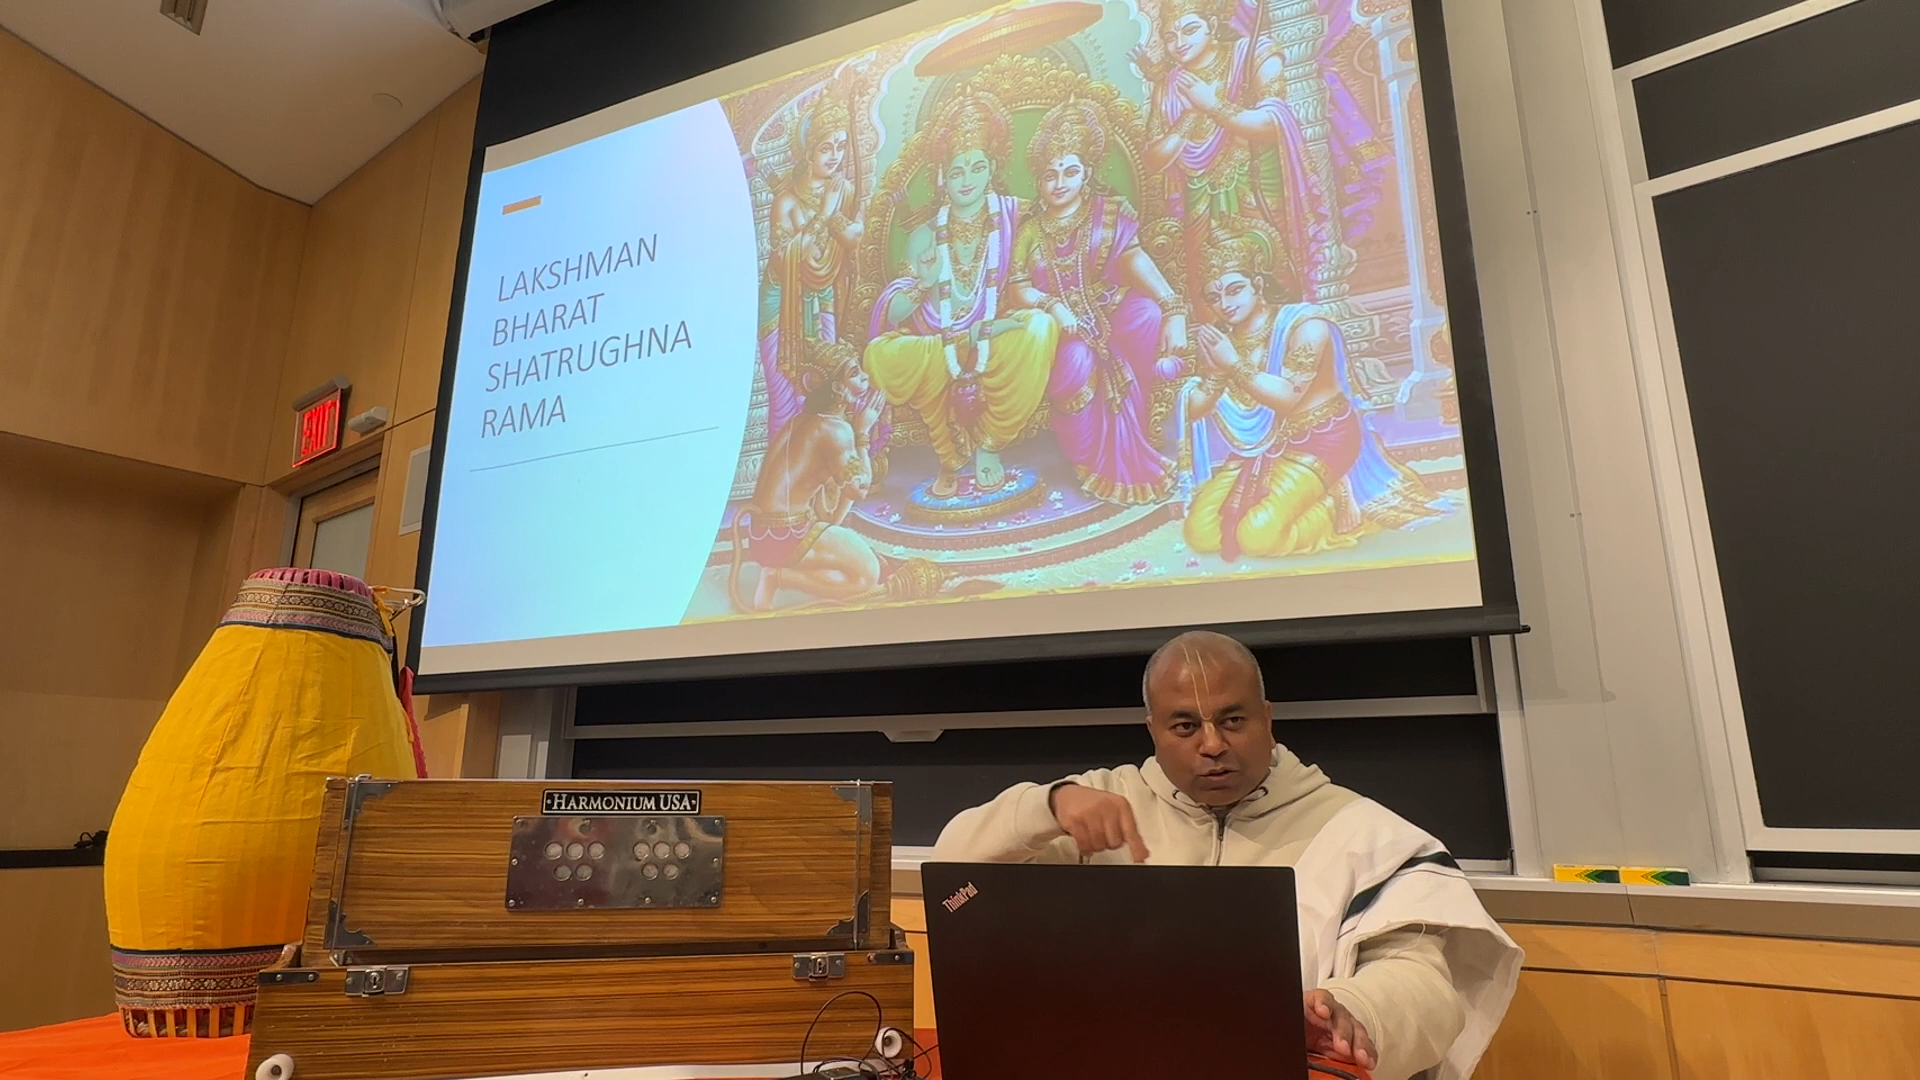 LAKSHMAN
BHARAT
SHATRUGHNA
RAMA
EXIT
·HARMONIUM USA·
ThinkPad